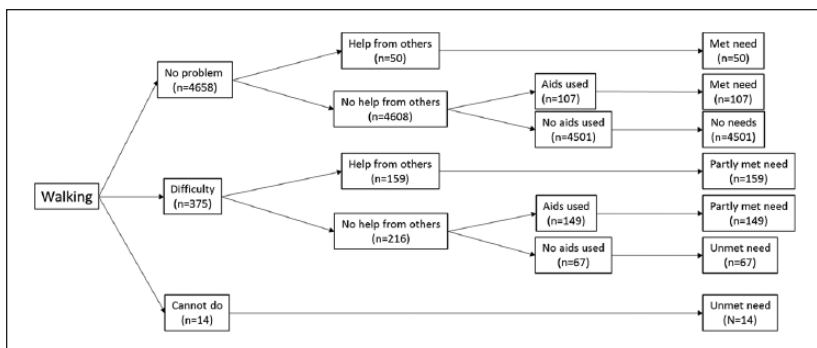 Walking
No problem
(n=4658)
Help from others
(n=50)
Met need
(n=50)
No help from others
(n=4608)
Aids used
(n=107)
Met need
(n=107)
No aids used
(n=4501)
No needs
(n=4501)
Difficulty
(n=375)
Help from others
(n=159)
Partly met need
(n=159)
No help from others
(n=216)
Aids used
(n=149)
Partly met need
(n=149)
No aids used
(n=67)
Unmet need
(n=67)
Cannot do
(n=14)
Unmet need
(N=14)